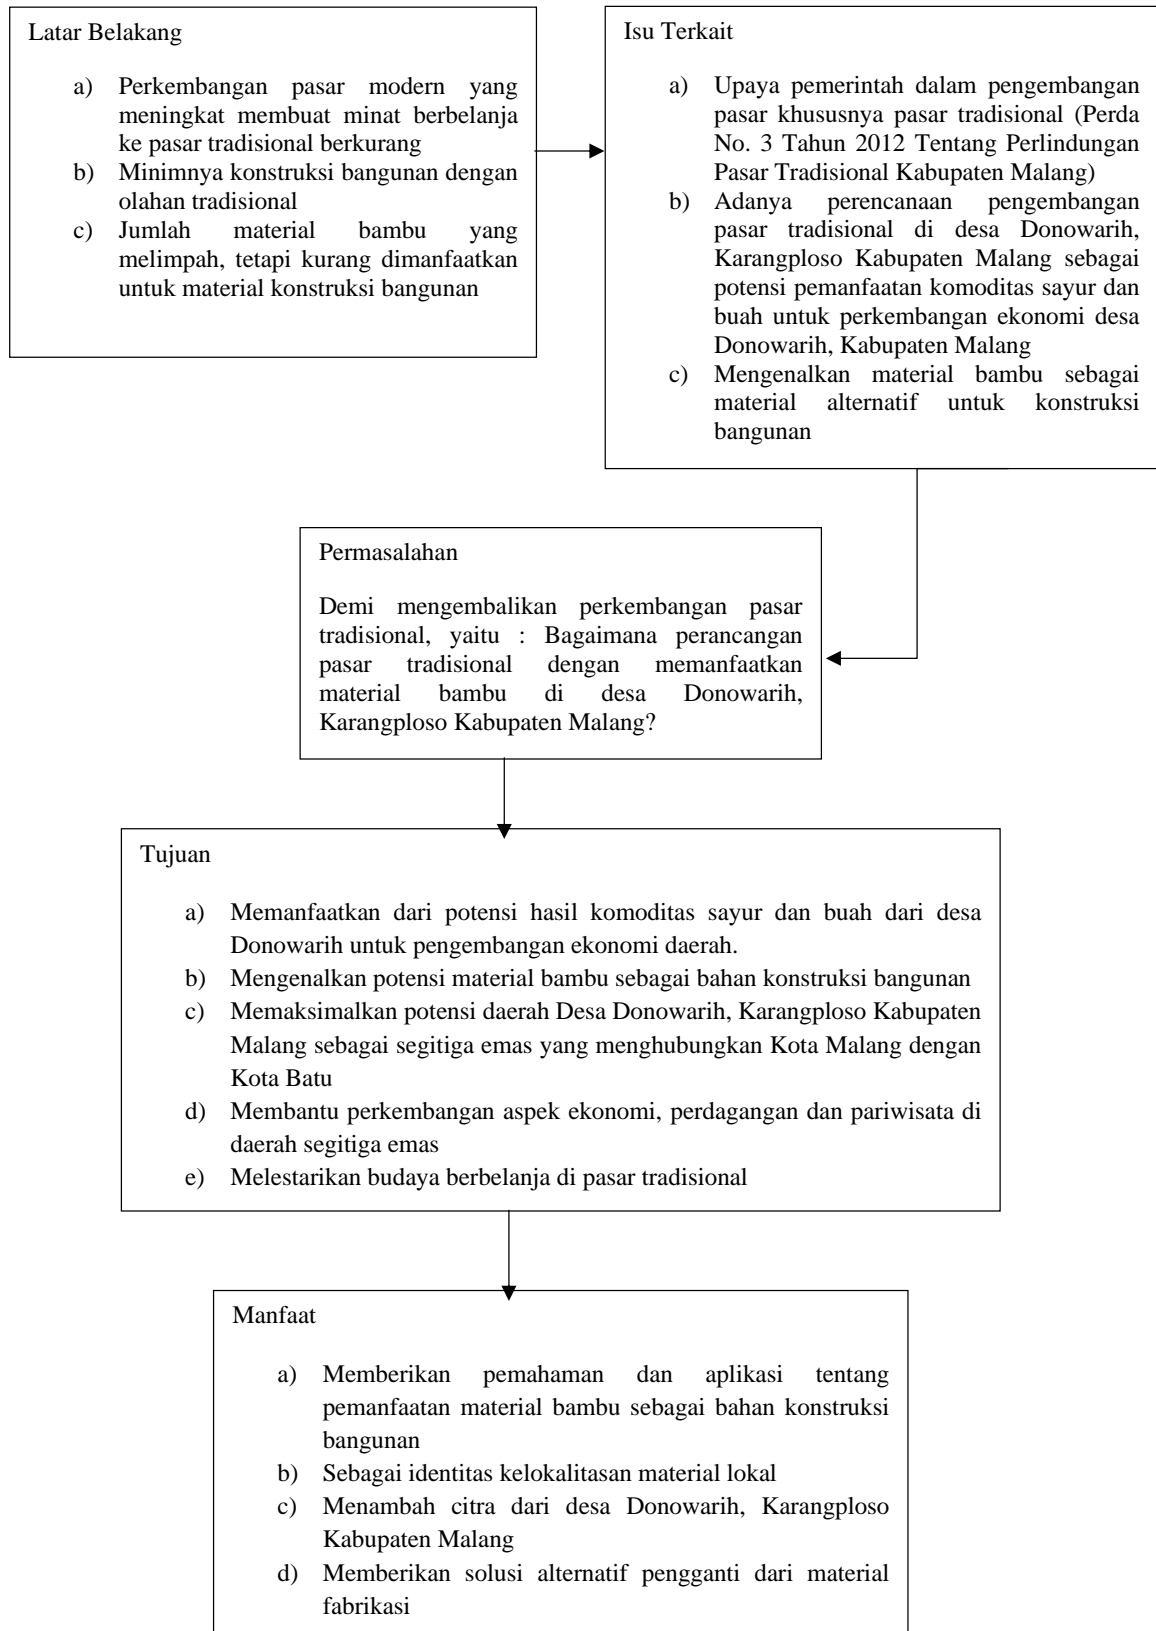 Latar Belakang
a) Perkembangan pasar modern yang
meningkat membuat minat berbelanja
ke pasar tradisional berkurang
b) Minimnya konstruksi bangunan dengan
olahan tradisional
c) Jumlah material bambu yang
melimpah, tetapi kurang dimanfaatkan
untuk material konstruksi bangunan
Isu Terkait
a) Upaya pemerintah dalam pengembangan
pasar khususnya pasar tradisional (Perda
No. 3 Tahun 2012 Tentang Perlindungan
Pasar Tradisional Kabupaten Malang)
b) Adanya perencanaan pengembangan
pasar tradisional di desa Donowarih,
Karangploso Kabupaten Malang sebagai
potensi pemanfaatan komoditas sayur dan
buah untuk perkembangan ekonomi desa
Donowarih, Kabupaten Malang
c) Mengenalkan material bambu sebagai
material alternatif untuk konstruksi
bangunan
Permasalahan
Demi mengembalikan perkembangan pasar
tradisional, yaitu : Bagaimana perancangan
pasar tradisional dengan memanfaatkan
material bambu di desa Donowarih,
Karangploso Kabupaten Malang?
Tujuan
a) Memanfaatkan dari potensi hasil komoditas sayur dan buah dari desa
Donowarih untuk pengembangan ekonomi daerah.
b) Mengenalkan potensi material bambu sebagai bahan konstruksi bangunan
c) Memaksimalkan potensi daerah Desa Donowarih, Karangploso Kabupaten
Malang sebagai segitiga emas yang menghubungkan Kota Malang dengan
Kota Batu
d) Membantu perkembangan aspek ekonomi, perdagangan dan pariwisata di
daerah segitiga emas
e) Melestarikan budaya berbelanja di pasar tradisional
Manfaat
a) Memberikan pemahaman dan aplikasi tentang
pemanfaatan material bambu sebagai bahan konstruksi
bangunan
b) Sebagai identitas kelokalitasan material lokal
c) Menambah citra dari desa Donowarih, Karangploso
Kabupaten Malang
d) Memberikan solusi alternatif pengganti dari material
fabrikasi